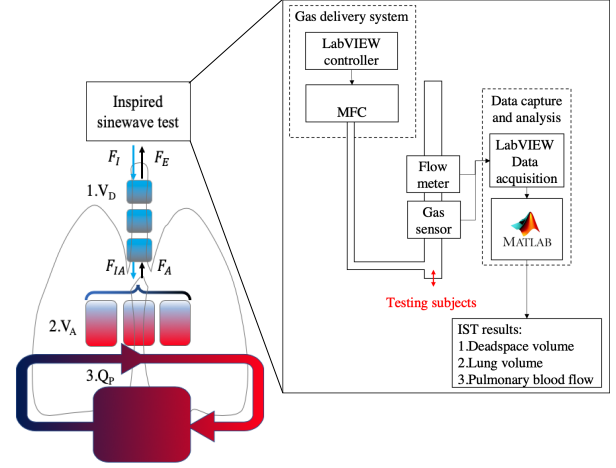 Inspired
sinewave test
F_I
F_E
1.V_D
F_IA
F_A
2.V_A
3.Q_P
Gas delivery system
LabVIEW
controller
MFC
Data capture
and analysis
Flow
meter
LabVIEW
Data
acquisition
Gas
sensor
MATLAB
Testing subjects
IST results:
1.Deadspace volume
2.Lung volume
3.Pulmonary blood flow